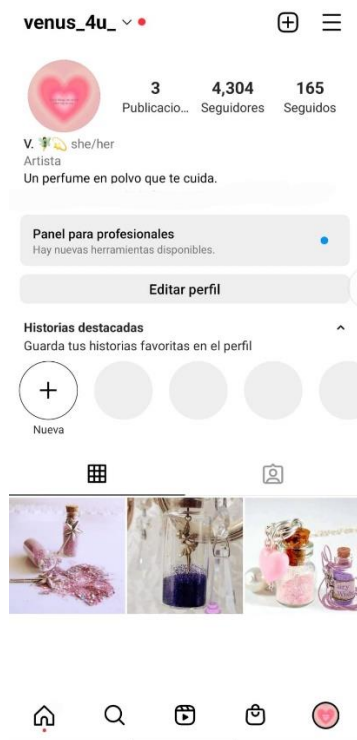 venus_4u_
3 4,304 165
Publicacio... Seguidores Seguidos
V. 🧚💫 she/her
Artista
Un perfume en polvo que te cuida.
Panel para profesionales
Hay nuevas herramientas disponibles.
Editar perfil
Historias destacadas
Guarda tus historias favoritas en el perfil
Nueva